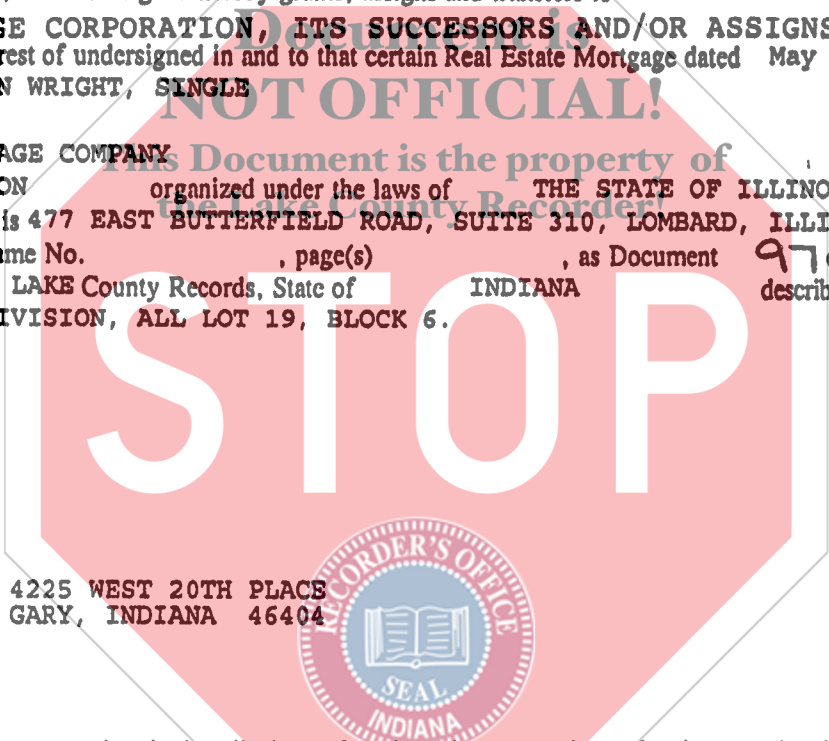 GE CORPORATION, ITS SUCCESSORS AND/OR ASSIGNS
Document is
rest of undersigned in and to that certain Real Estate Mortgage dated May
N WRIGHT, SINGLE
NOT OFFICIAL!
AGE COMPANY
This Document is the property of
ON organized under the laws of THE STATE OF ILLINO
the Lake County Recorder!
is 477 EAST BUTTERFIELD ROAD, SUITE 310, LOMBARD, ILLI
ame No. , page(s) , as Document 97
LAKE County Records, State of INDIANA describ
IVISION, ALL LOT 19, BLOCK 6.
STOP
4225 WEST 20TH PLACE
GARY, INDIANA 46404
RECORDER'S OFFICE
SEAL
INDIANA